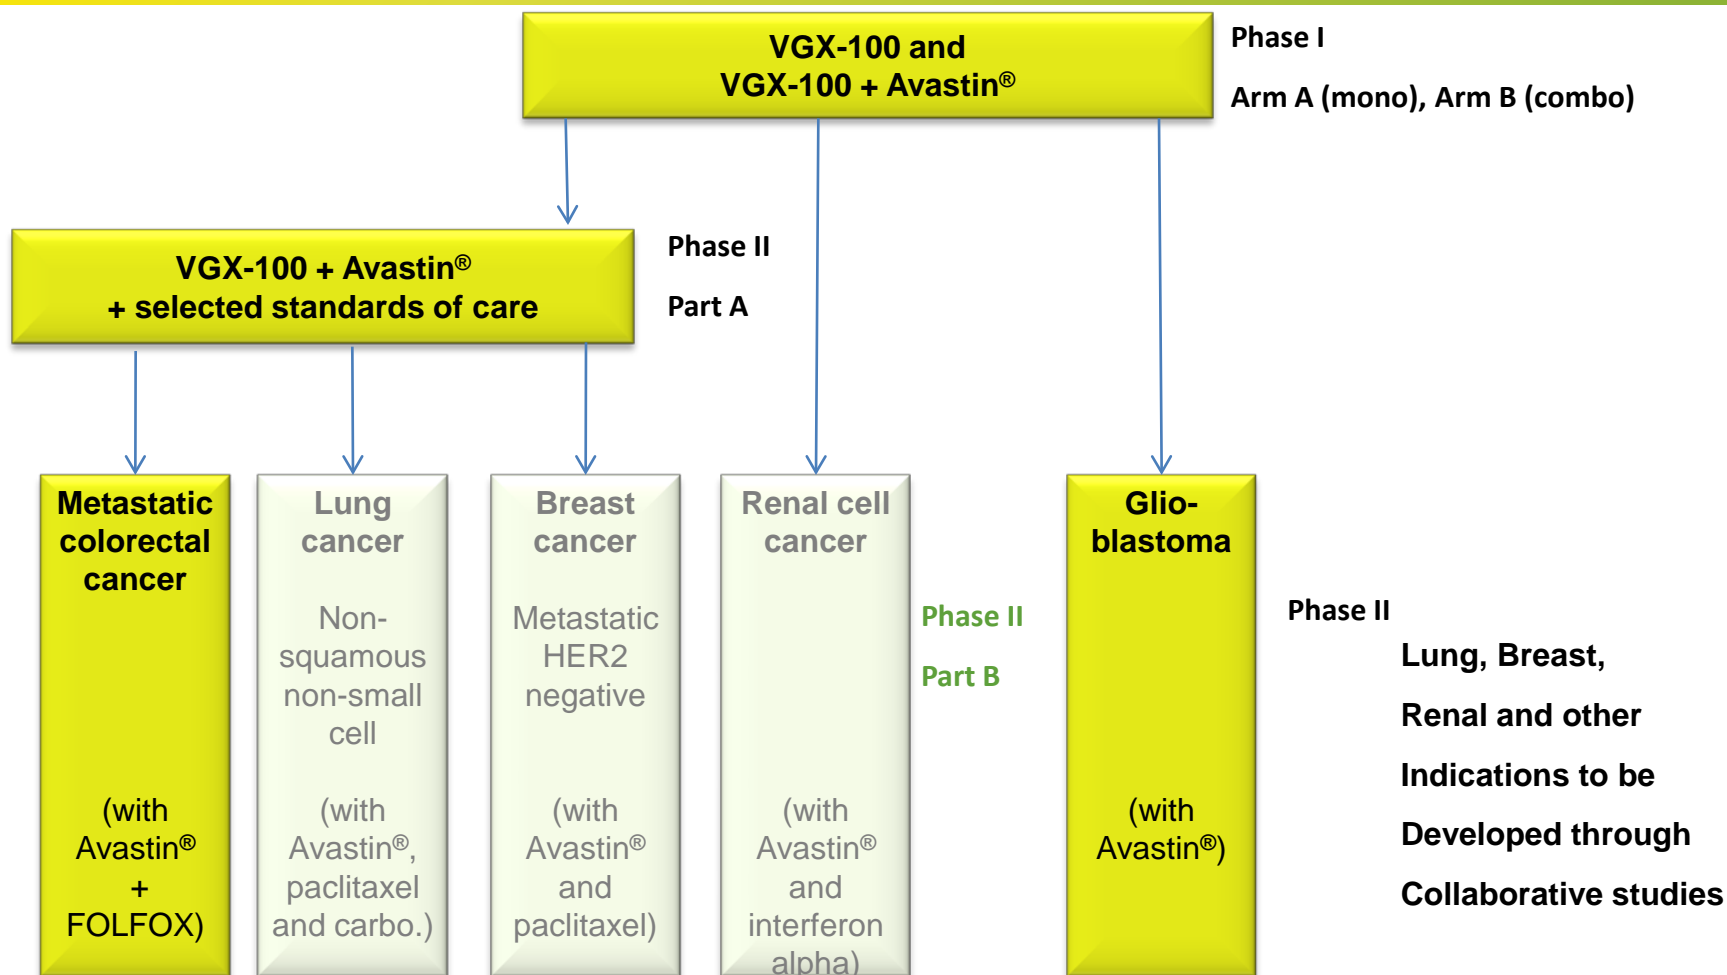 VGX-100 and
VGX-100 + Avastin®
Phase I
Arm A (mono), Arm B (combo)
VGX-100 + Avastin®
+ selected standards of care
Phase II
Part A
Metastatic
colorectal
cancer
(with
Avastin®
+
FOLFOX)
Lung
cancer
Non-
squamous
non-small
cell
(with
Avastin®,
paclitaxel
and carbo.)
Breast
cancer
Metastatic
HER2
negative
(with
Avastin®
and
paclitaxel)
Renal cell
cancer
(with
Avastin®
and
interferon
alpha)
Phase II
Part B
Glio-
blastoma
(with
Avastin®)
Phase II
Lung, Breast,
Renal and other
Indications to be
Developed through
Collaborative studies